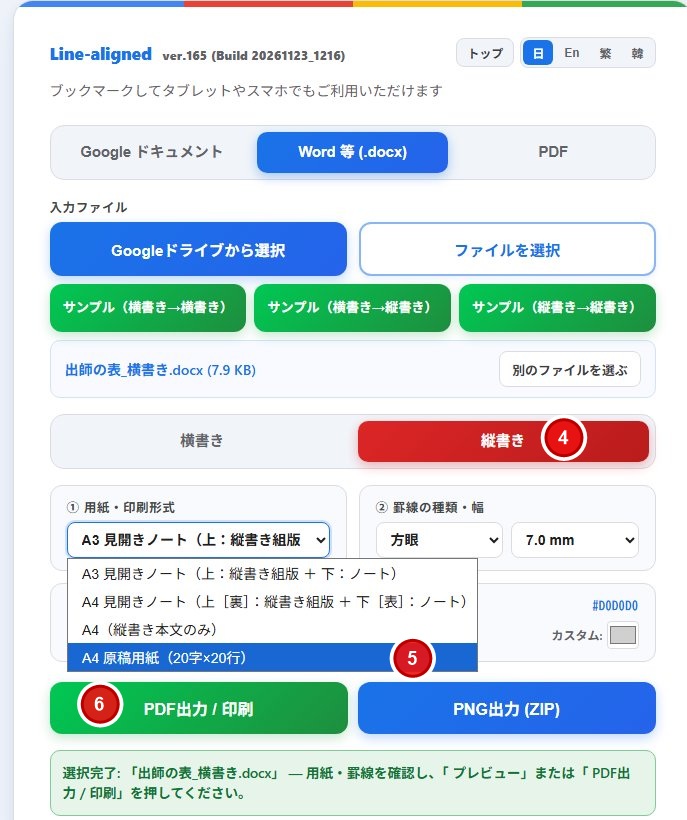 Line-aligned ver.165 (Build 20261123_1216) トップ 日 En 繁 韓
ブックマークしてタブレットやスマホでもご利用いただけます
Google ドキュメント Word 等 (.docx) PDF
入力ファイル
Googleドライブから選択 ファイルを選択
サンプル（横書き→横書き） サンプル（横書き→縦書き） サンプル（縦書き→縦書き）
出師の表_横書き.docx (7.9 KB) 別のファイルを選ぶ
横書き 縦書き 4
① 用紙・印刷形式 ② 罫線の種類・幅
A3 見開きノート（上：縦書き組版 方眼 7.0 mm
A3 見開きノート（上：縦書き組版 ＋ 下：ノート）
A4 見開きノート（上［裏］：縦書き組版 ＋ 下［表］：ノート） #D0D0D0
A4（縦書き本文のみ） カスタム:
A4 原稿用紙（20字×20行） 5
6 PDF出力 / 印刷 PNG出力 (ZIP)
選択完了: 「出師の表_横書き.docx」 — 用紙・罫線を確認し、「 プレビュー」または「 PDF出
力 / 印刷」を押してください。